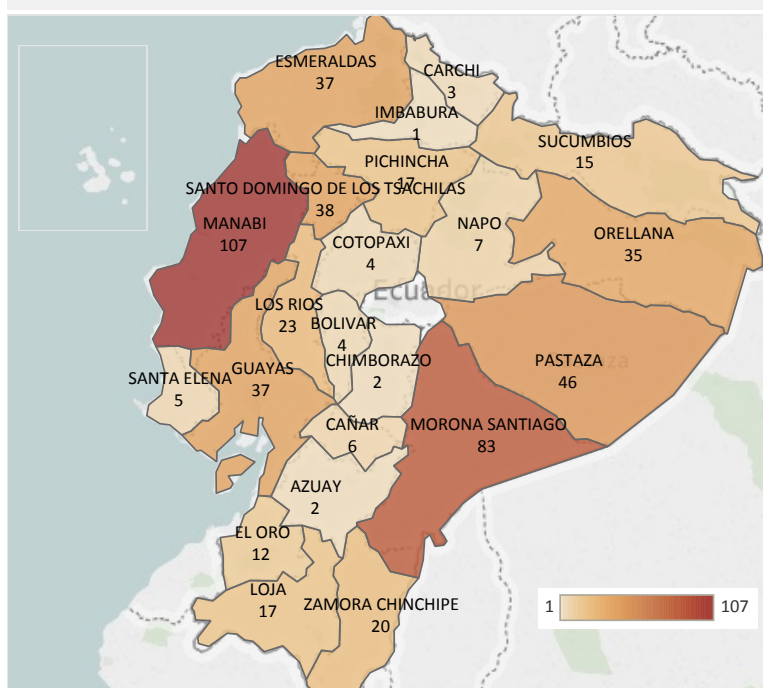 ESMERALDAS
37
CARCHI
3
IMBABURA
1
SUCUMBIOS
15
PICHINCHA
17
SANTO DOMINGO DE LOS TSACHILAS
38
MANABI
107
NAPO
7
ORELLANA
35
COTOPAXI
4
Ecuador
LOS RIOS
23
BOLIVAR
4
CHIMBORAZO
2
PASTAZA
46
SANTA ELENA
5
GUAYAS
37
CAÑAR
6
MORONA SANTIAGO
83
AZUAY
2
EL ORO
12
LOJA
17
ZAMORA CHINCHIPE
20
1 107